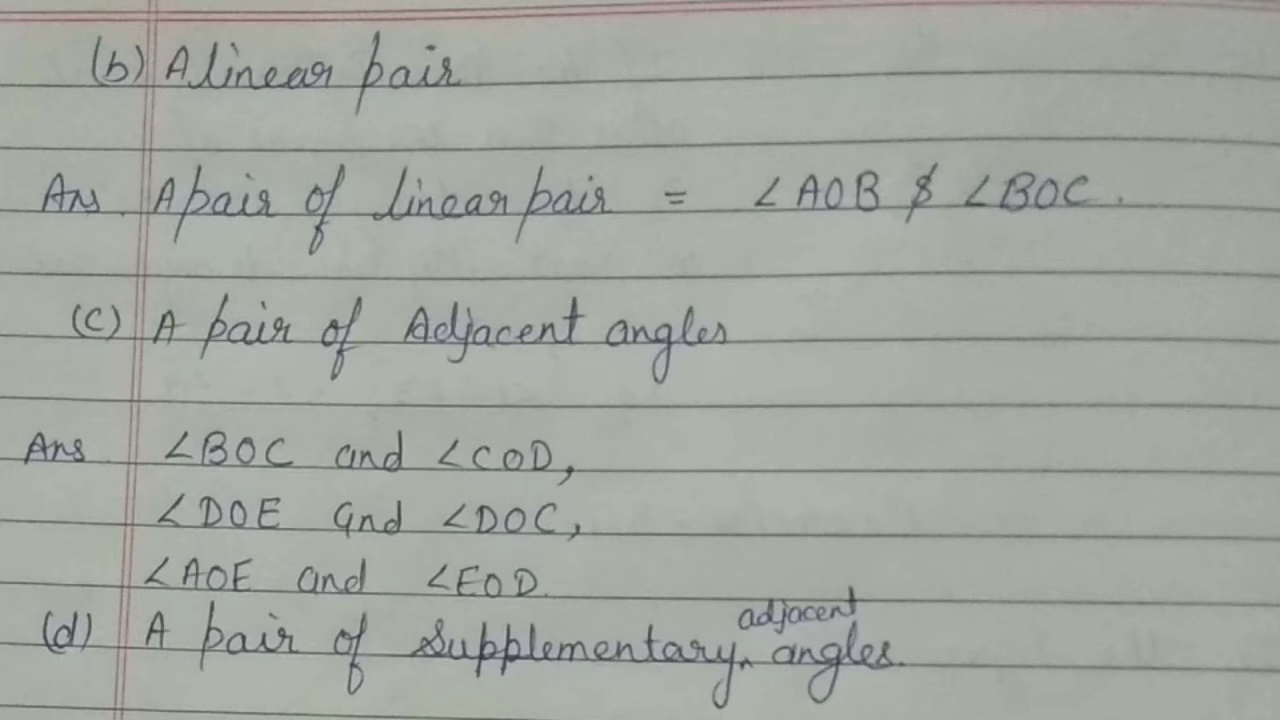 (b) A linear pair
Ans. A pair of linear pair = ∠AOB & ∠BOC.
(c) A pair of Adjacent angles
Ans ∠BOC and ∠COD,
∠DOE and ∠DOC,
∠AOE and ∠EOD.
adjacent
(d) A pair of Supplementary^ angles.